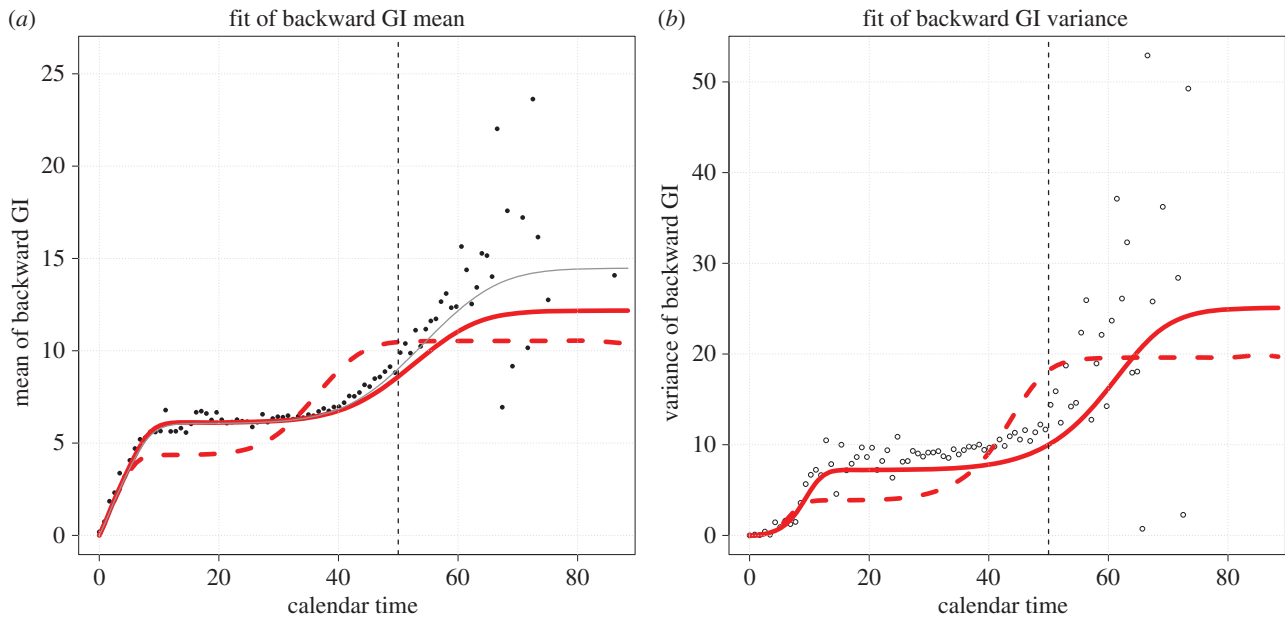 (a) fit of backward GI mean
25
20
15
10
5
0
mean of backward GI
0 20 40 60 80
calendar time
(b) fit of backward GI variance
50
40
30
20
10
0
variance of backward GI
0 20 40 60 80
calendar time